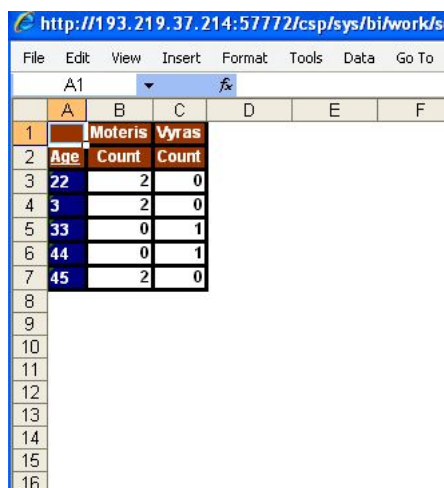 http://193.219.37.214:57772/csp/sys/bi/work/s
File Edit View Insert Format Tools Data Go To
A1 fx
A B C D E F
1 Moteris Vyras
2 Age Count Count
3 22 2 0
4 3 2 0
5 33 0 1
6 44 0 1
7 45 2 0
8
9
10
11
12
13
14
15
16